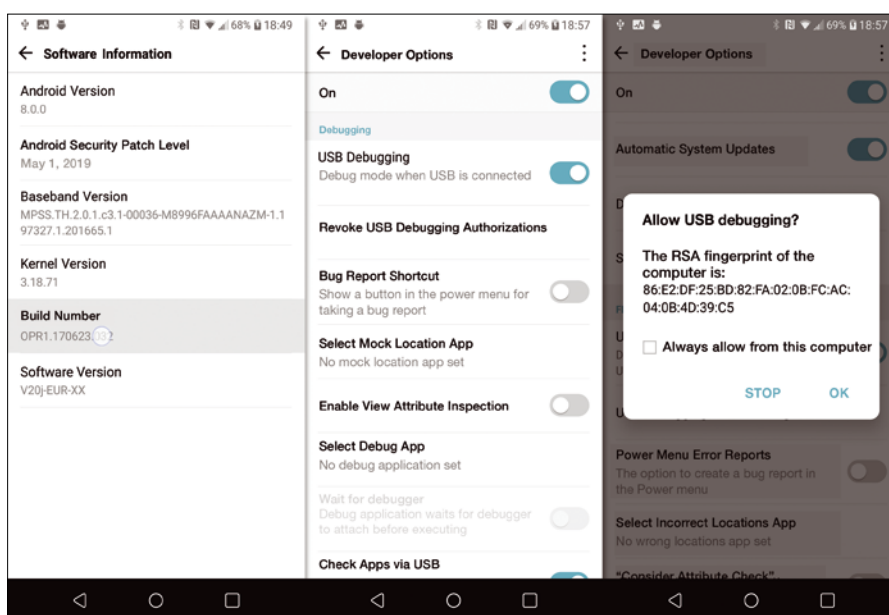 68% 18:49
Software Information
Android Version
8.0.0
Android Security Patch Level
May 1, 2019
Baseband Version
MPSS.TH.2.0.1.c3.1-00036-M8996FAAAANAZM-1.1
97327.1.201665.1
Kernel Version
3.18.71
Build Number
OPR1.170623.032
Software Version
V20j-EUR-XX
69% 18:57
Developer Options
On
Debugging
USB Debugging
Debug mode when USB is connected
Revoke USB Debugging Authorizations
Bug Report Shortcut
Show a button in the power menu for
taking a bug report
Select Mock Location App
No mock location app set
Enable View Attribute Inspection
Select Debug App
No debug application set
Wait for debugger
Debug application waits for debugger
to attach before executing
Check Apps via USB
69% 18:57
Developer Options
On
Automatic System Updates
D
Allow USB debugging?
S
The RSA fingerprint of the
computer is:
86:E2:DF:25:BD:82:FA:02:0B:FC:AC:
04:0B:4D:39:C5
U
D
U
Always allow from this computer
STOP OK
U
Power Menu Error Reports
The option to create a bug report in
the Power menu
Select Incorrect Locations App
No wrong locations app set
"Consider Attribute Check"..